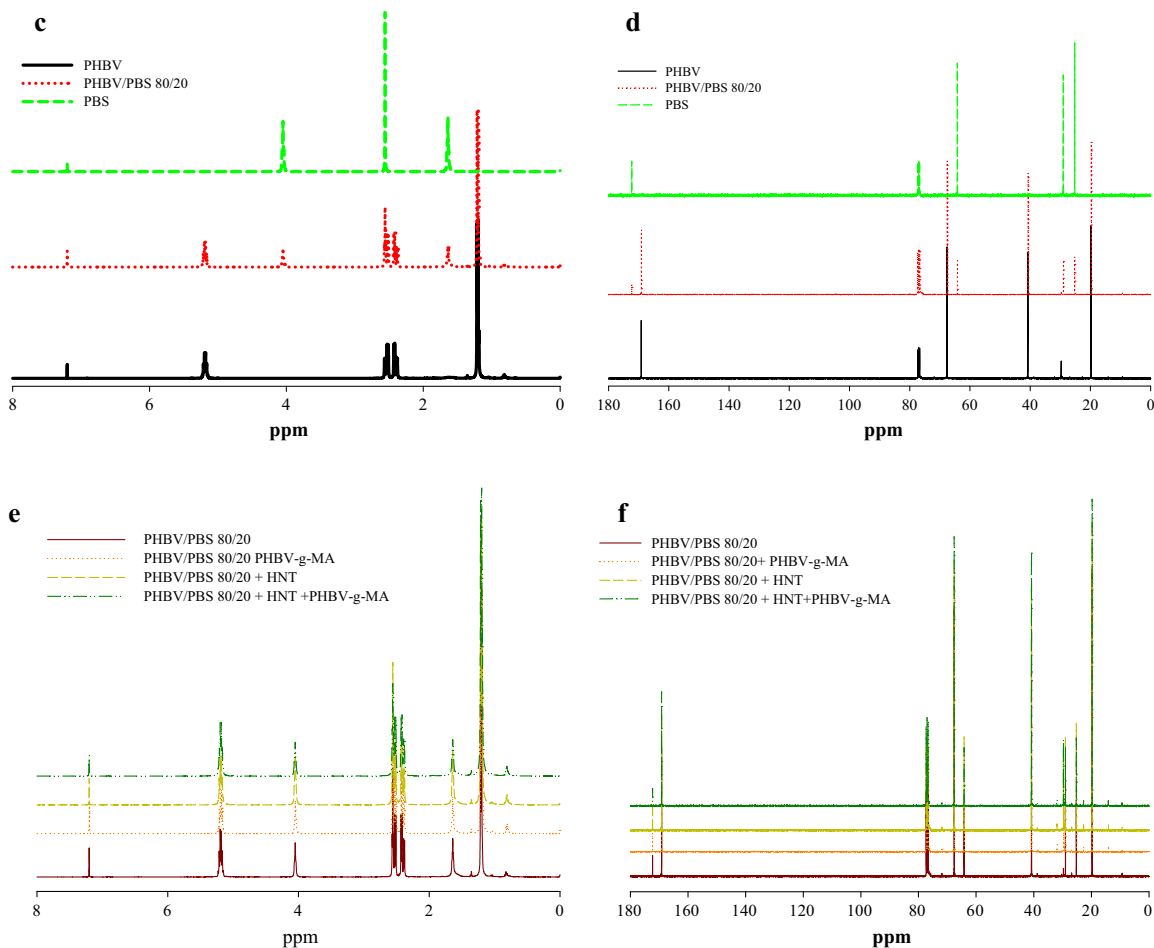 c
PHBV
PHBV/PBS 80/20
PBS
8 6 4 2 0
ppm
d
PHBV
PHBV/PBS 80/20
PBS
180 160 140 120 100 80 60 40 20 0
ppm
e
PHBV/PBS 80/20
PHBV/PBS 80/20 PHBV-g-MA
PHBV/PBS 80/20 + HNT
PHBV/PBS 80/20 + HNT +PHBV-g-MA
8 6 4 2 0
ppm
f
PHBV/PBS 80/20
PHBV/PBS 80/20+ PHBV-g-MA
PHBV/PBS 80/20 + HNT
PHBV/PBS 80/20 + HNT+PHBV-g-MA
180 160 140 120 100 80 60 40 20 0
ppm